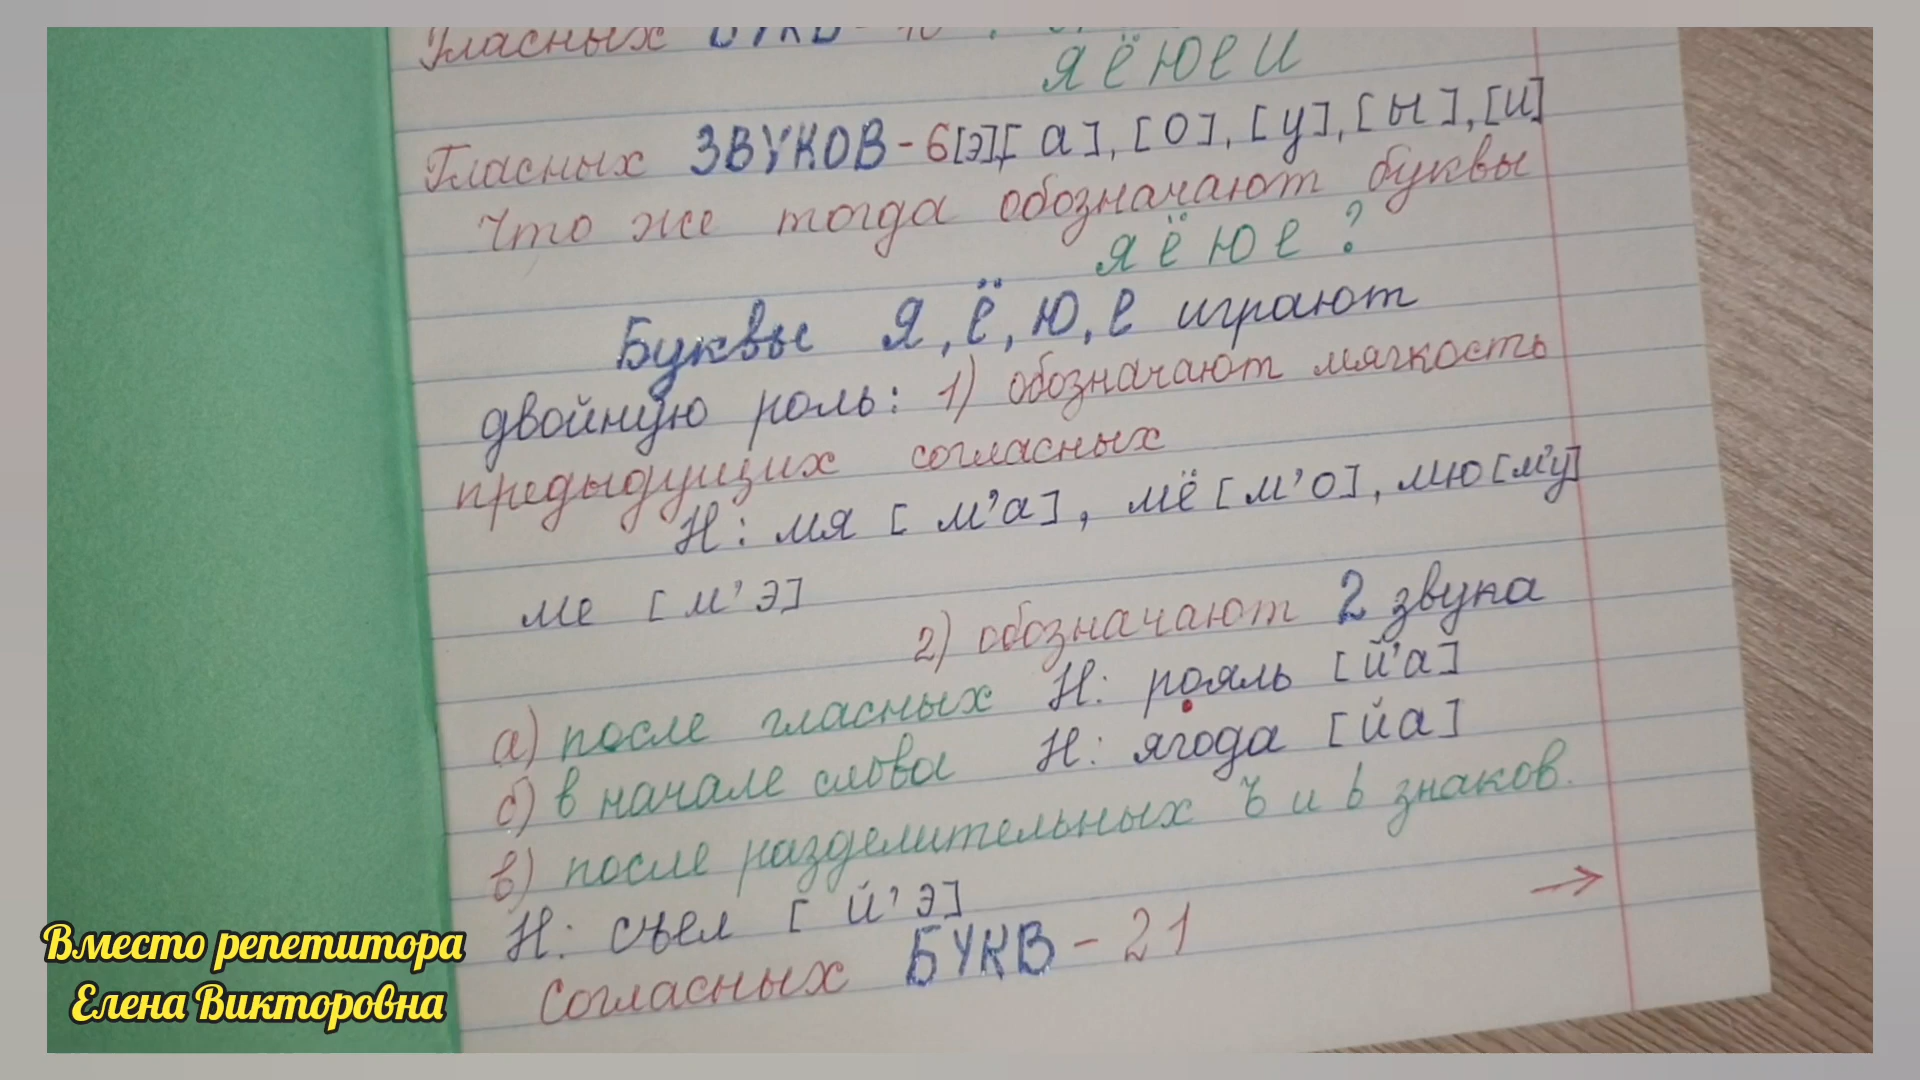 Гласных БУКВ - 10
я ё ю е и
Гласных ЗВУКОВ - 6 [э] [а], [о], [у], [ы], [и]
Что же тогда обозначают буквы
я ё ю е ?
Буквы Я, ё, ю, е играют
двойную роль: 1) обозначают мягкость
предыдущих согласных
Н: мя [м’а], мё [м’о], мю [м’у]
ме [м’э]
2) обозначают 2 звука
а) после гласных Н: рояль [й’а]
б) в начале слова Н: ягода [йа]
в) после разделительных ъ и ь знаков.
Н: съел [й’э]
→
Согласных БУКВ - 21
Вместо репетитора
Елена Викторовна